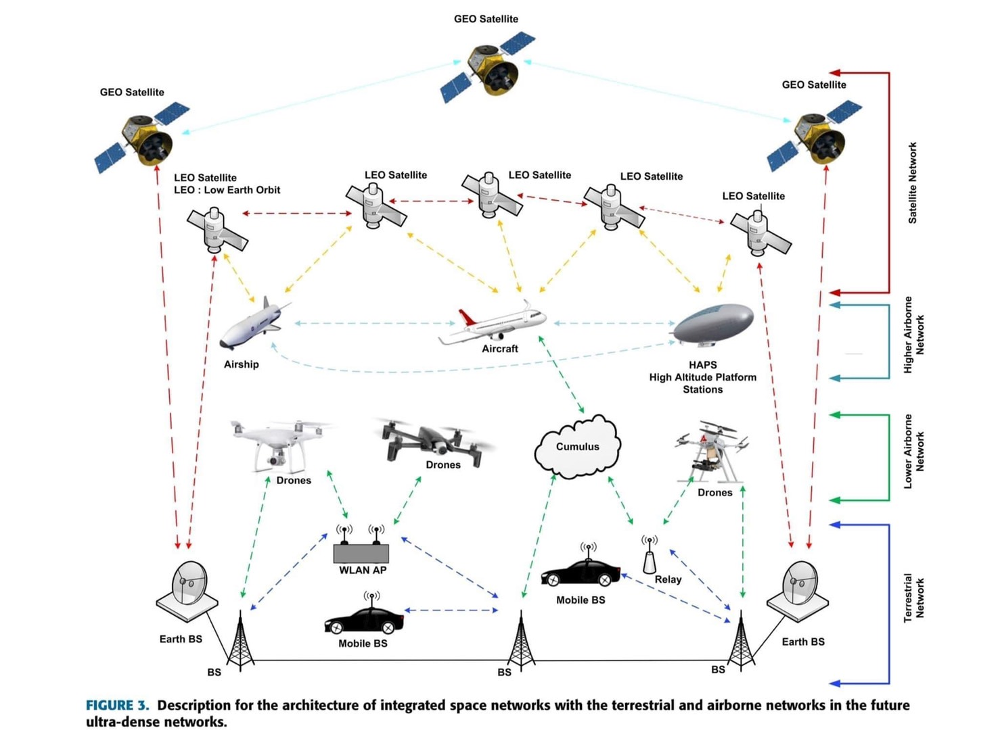 GEO Satellite
GEO Satellite
GEO Satellite
LEO Satellite
LEO : Low Earth Orbit
LEO Satellite
LEO Satellite
LEO Satellite
LEO Satellite
Satellite Network
Airship
Aircraft
HAPS
High Altitude Platform
Stations
Higher Airborne
Network
Drones
Drones
Cumulus
Drones
Lower Airborne
Network
WLAN AP
Relay
Mobile BS
Mobile BS
Earth BS
Earth BS
BS
BS
BS
Terrestrial
Network
FIGURE 3. Description for the architecture of integrated space networks with the terrestrial and airborne networks in the future
ultra-dense networks.